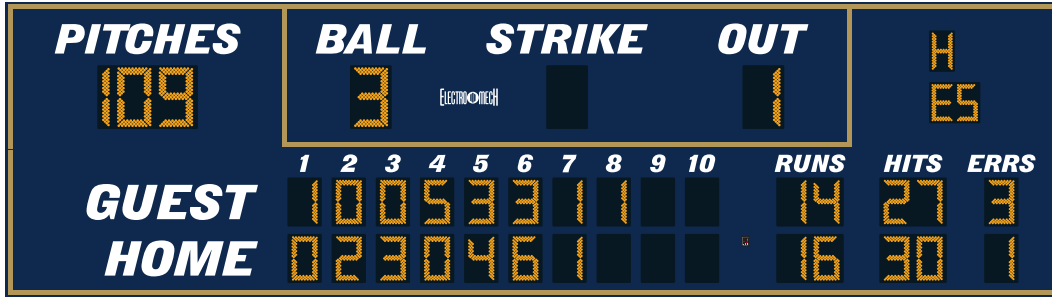 PITCHES BALL STRIKE OUT H
109 3 ELECTRO MECH 1 E5
1 2 3 4 5 6 7 8 9 10 RUNS HITS ERRS
GUEST 1 0 0 5 3 3 1 1 14 27 3
HOME 0 2 3 0 4 6 1 16 30 1